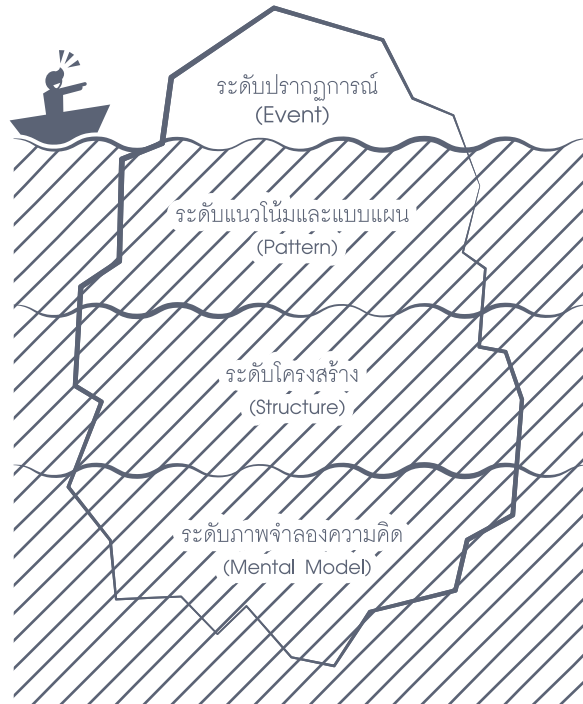 ระดับปรากฏการณ์
(Event)
ระดับแนวโน้มและแบบแผน
(Pattern)
ระดับโครงสร้าง
(Structure)
ระดับภาพจำลองความคิด
(Mental Model)